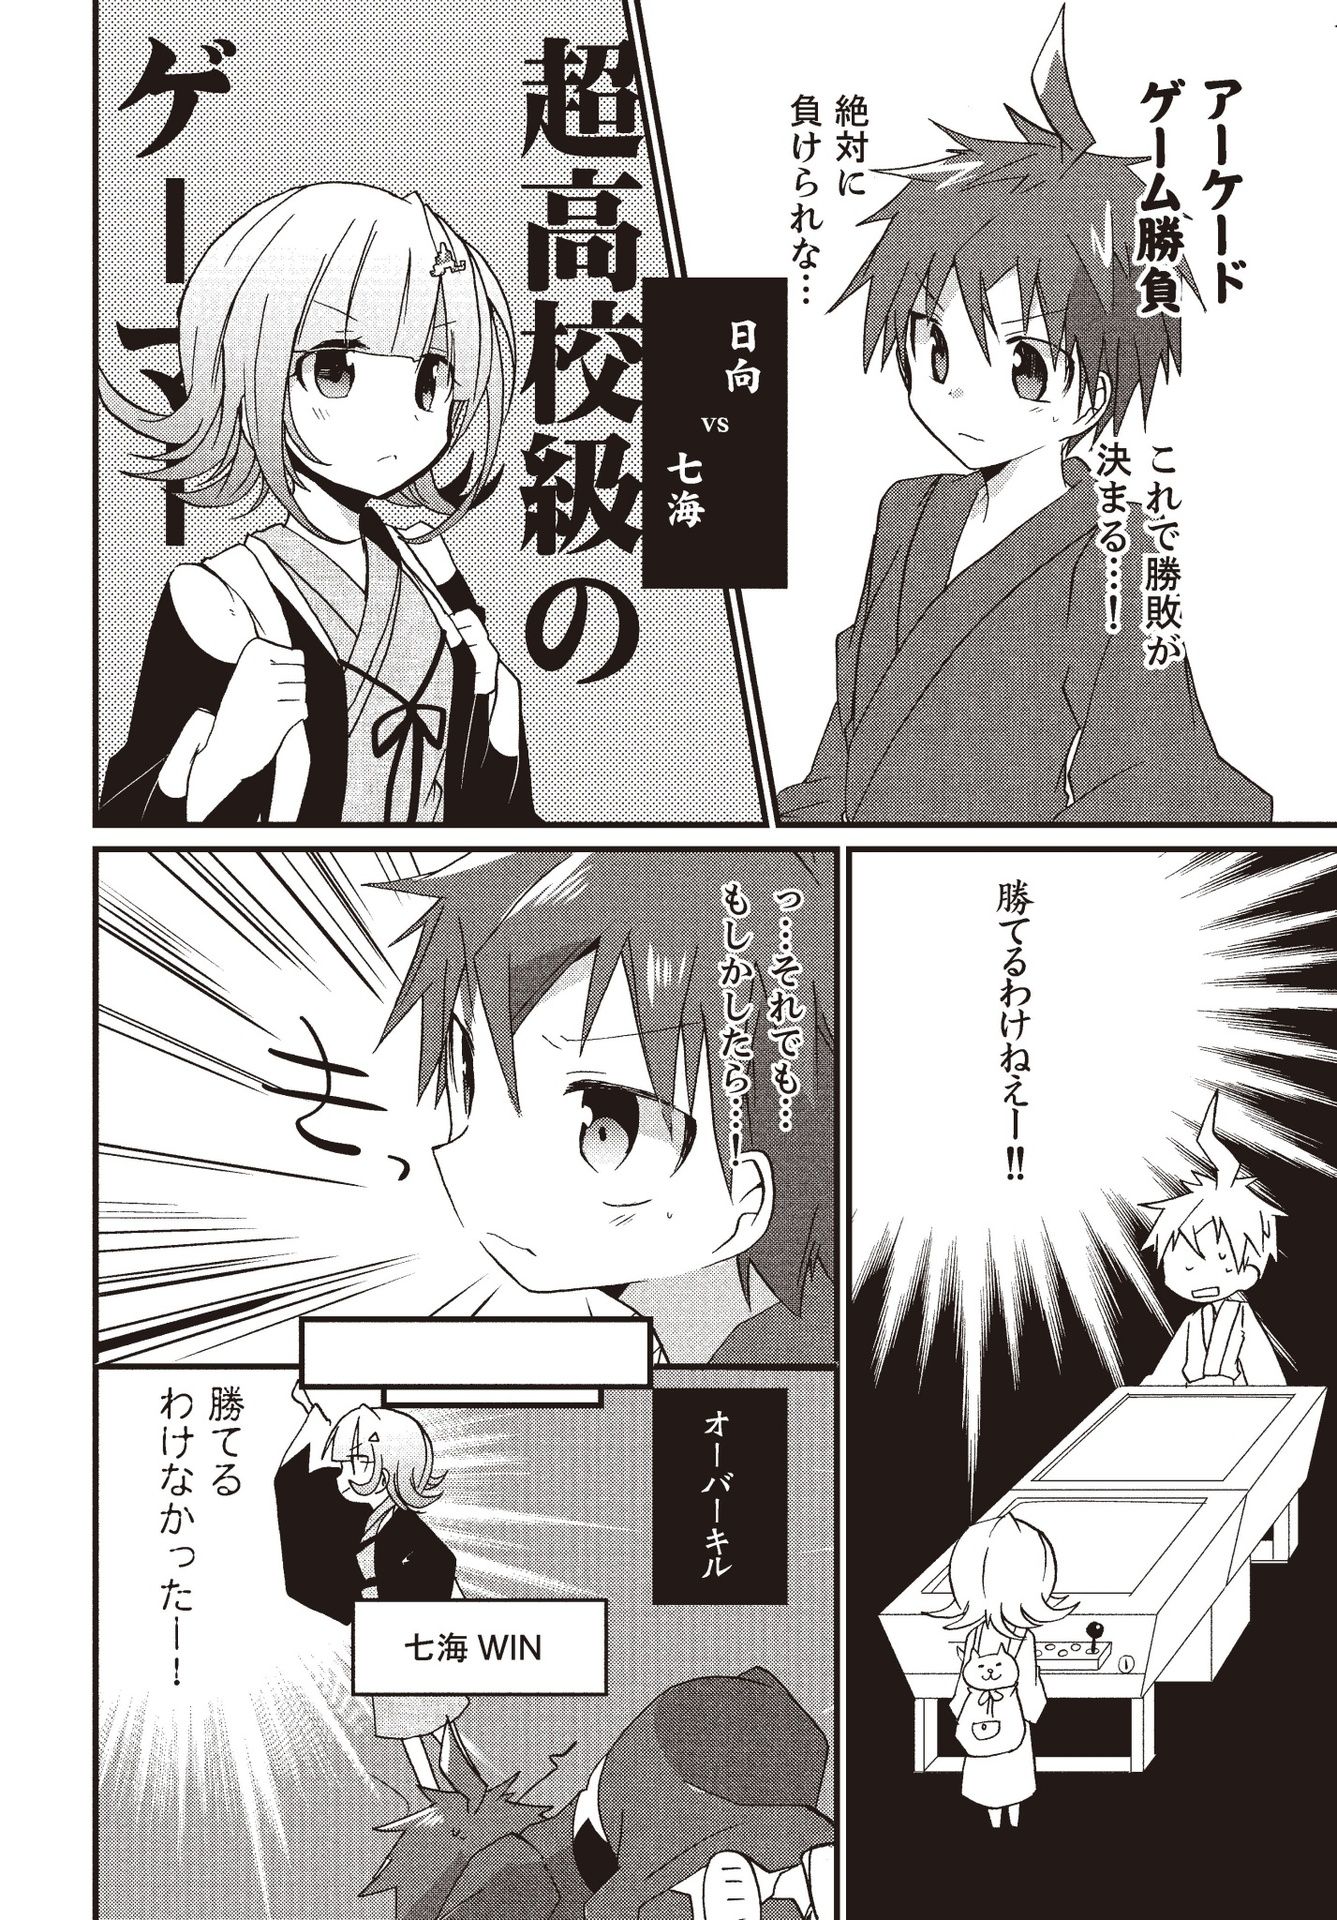 アーケード
ゲーム勝負
これで勝敗が
決まる……!
絶対に
負けられな…
日向
vs
七海
超高校級の
ゲーマー
勝てるわけねえー!!
っ…それでも…
もしかしたら……!
キッ
オーバーキル
七海 WIN
勝てる
わけなかったー!